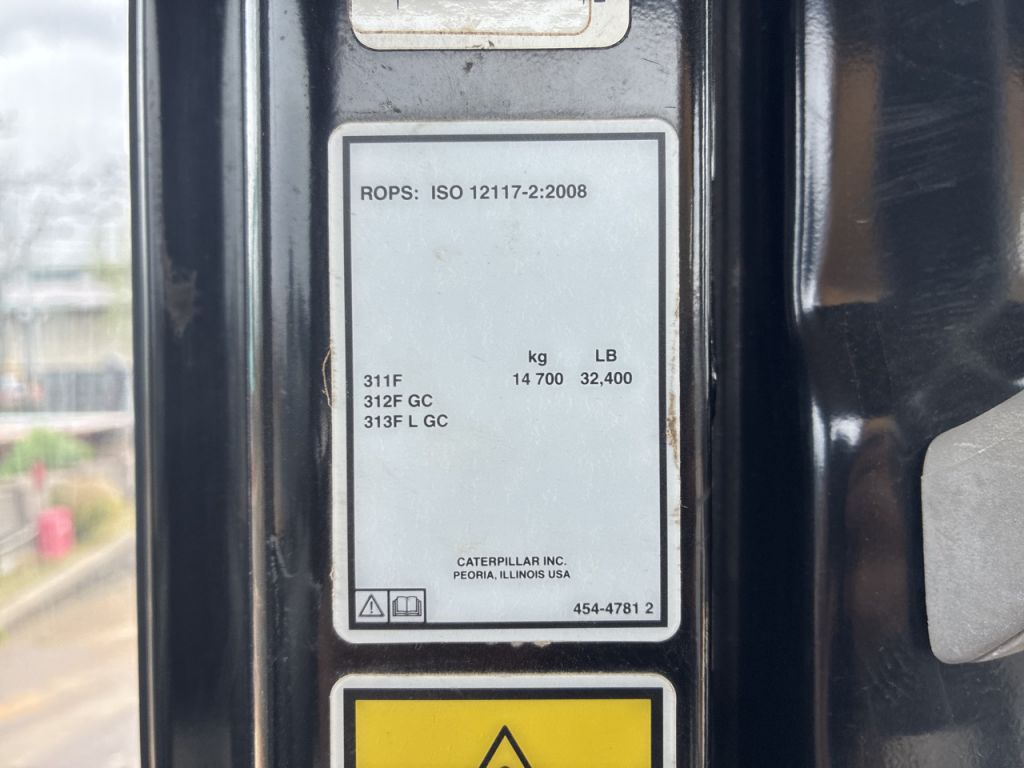 ROPS: ISO 12117-2:2008
kg LB
311F 14 700 32,400
312F GC
313F L GC
CATERPILLAR INC.
PEORIA, ILLINOIS USA
454-4781 2